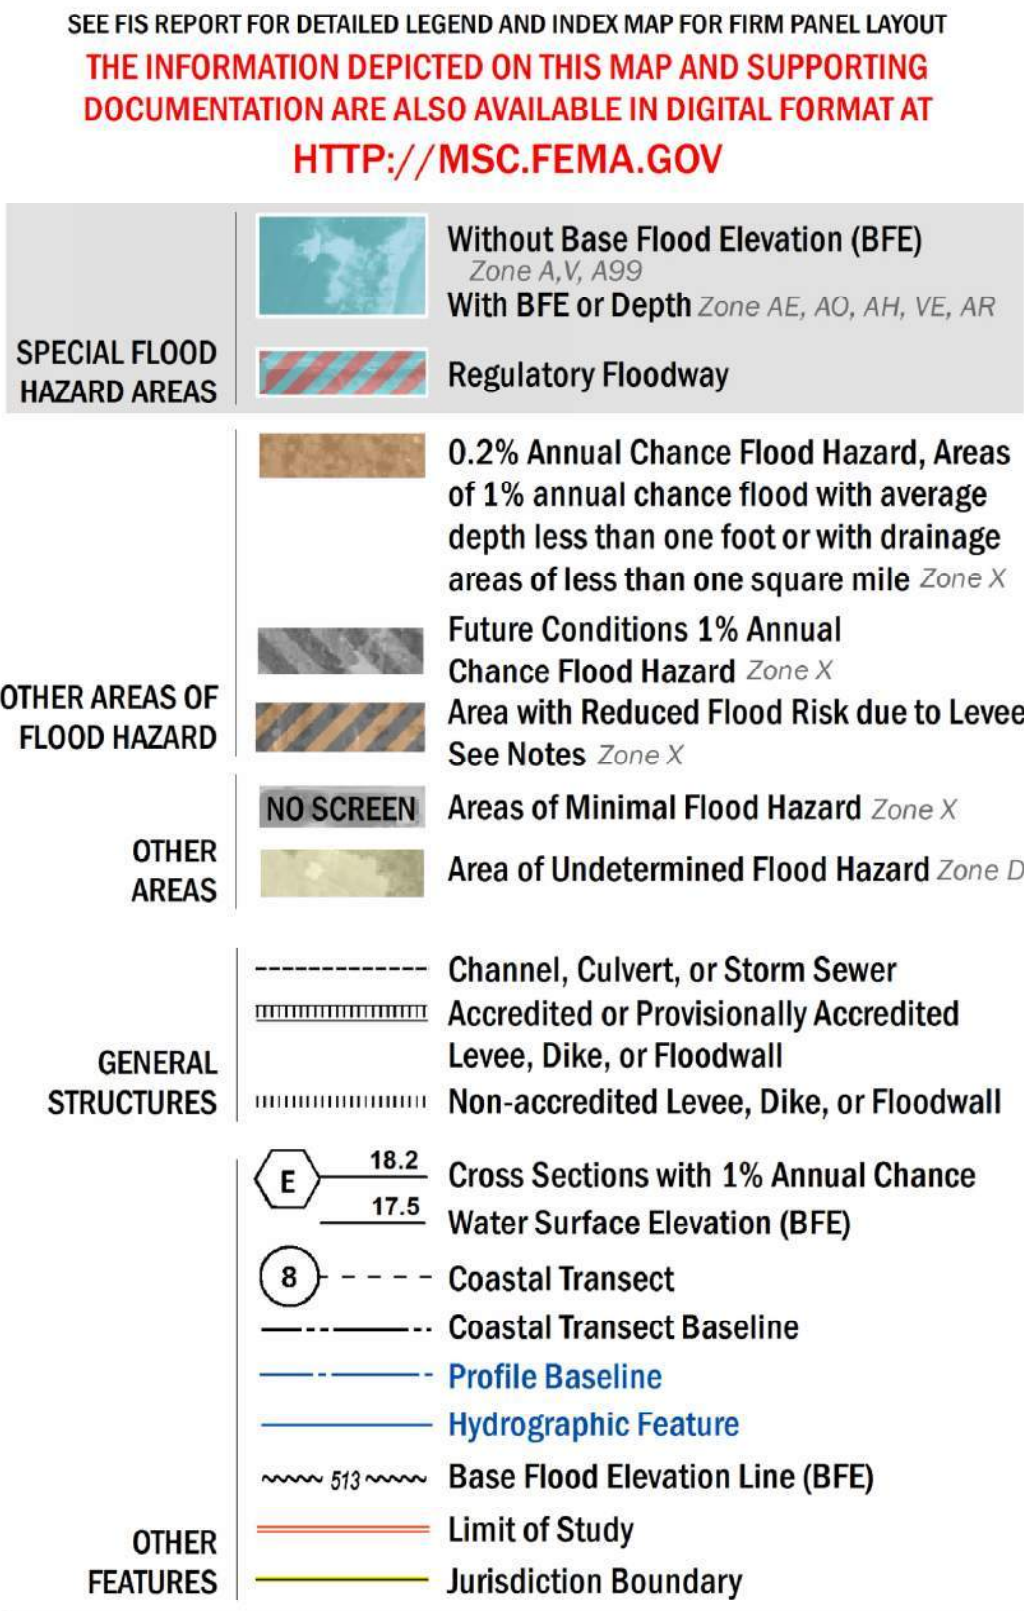 SEE FIS REPORT FOR DETAILED LEGEND AND INDEX MAP FOR FIRM PANEL LAYOUT
THE INFORMATION DEPICTED ON THIS MAP AND SUPPORTING
DOCUMENTATION ARE ALSO AVAILABLE IN DIGITAL FORMAT AT
HTTP://MSC.FEMA.GOV
SPECIAL FLOOD
HAZARD AREAS
Without Base Flood Elevation (BFE)
Zone A,V, A99
With BFE or Depth Zone AE, AO, AH, VE, AR
Regulatory Floodway
OTHER AREAS OF
FLOOD HAZARD
0.2% Annual Chance Flood Hazard, Areas
of 1% annual chance flood with average
depth less than one foot or with drainage
areas of less than one square mile Zone X
Future Conditions 1% Annual
Chance Flood Hazard Zone X
Area with Reduced Flood Risk due to Levee
See Notes Zone X
OTHER
AREAS
NO SCREEN Areas of Minimal Flood Hazard Zone X
Area of Undetermined Flood Hazard Zone D
GENERAL
STRUCTURES
Channel, Culvert, or Storm Sewer
Accredited or Provisionally Accredited
Levee, Dike, or Floodwall
Non-accredited Levee, Dike, or Floodwall
OTHER
FEATURES
E 18.2 Cross Sections with 1% Annual Chance
17.5 Water Surface Elevation (BFE)
8 Coastal Transect
Coastal Transect Baseline
Profile Baseline
Hydrographic Feature
513 Base Flood Elevation Line (BFE)
Limit of Study
Jurisdiction Boundary